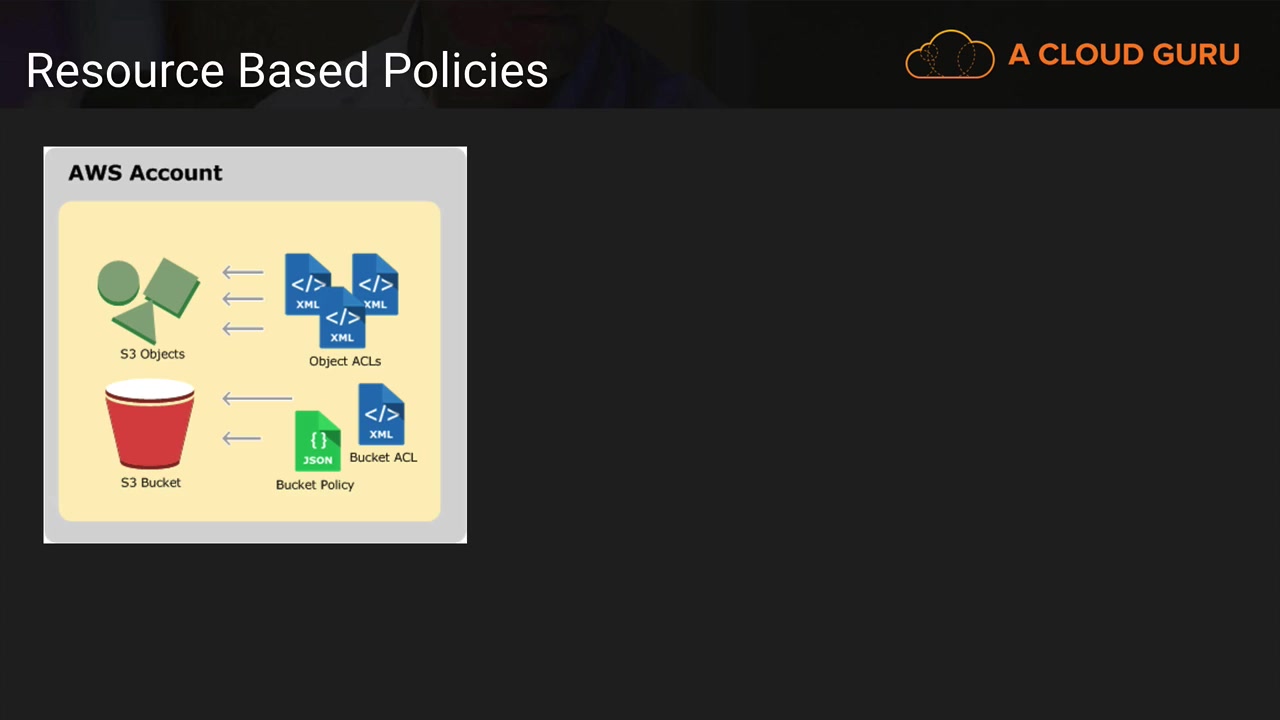 Resource Based Policies
A CLOUD GURU
AWS Account
</>
XML
</>
XML
</>
XML
S3 Objects
Object ACLs
</>
XML
Bucket ACL
{ }
JSON
Bucket Policy
S3 Bucket